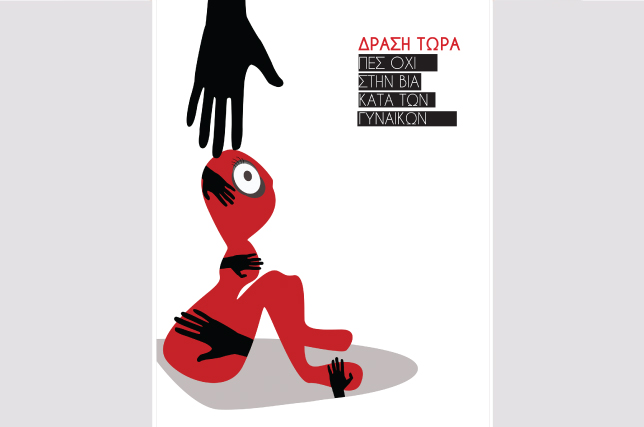 ΔΡΑΣΗ ΤΩΡΑ
ΠΕΣ ΟΧΙ
ΣΤΗΝ ΒΙΑ
ΚΑΤΑ ΤΩΝ
ΓΥΝΑΙΚΩΝ